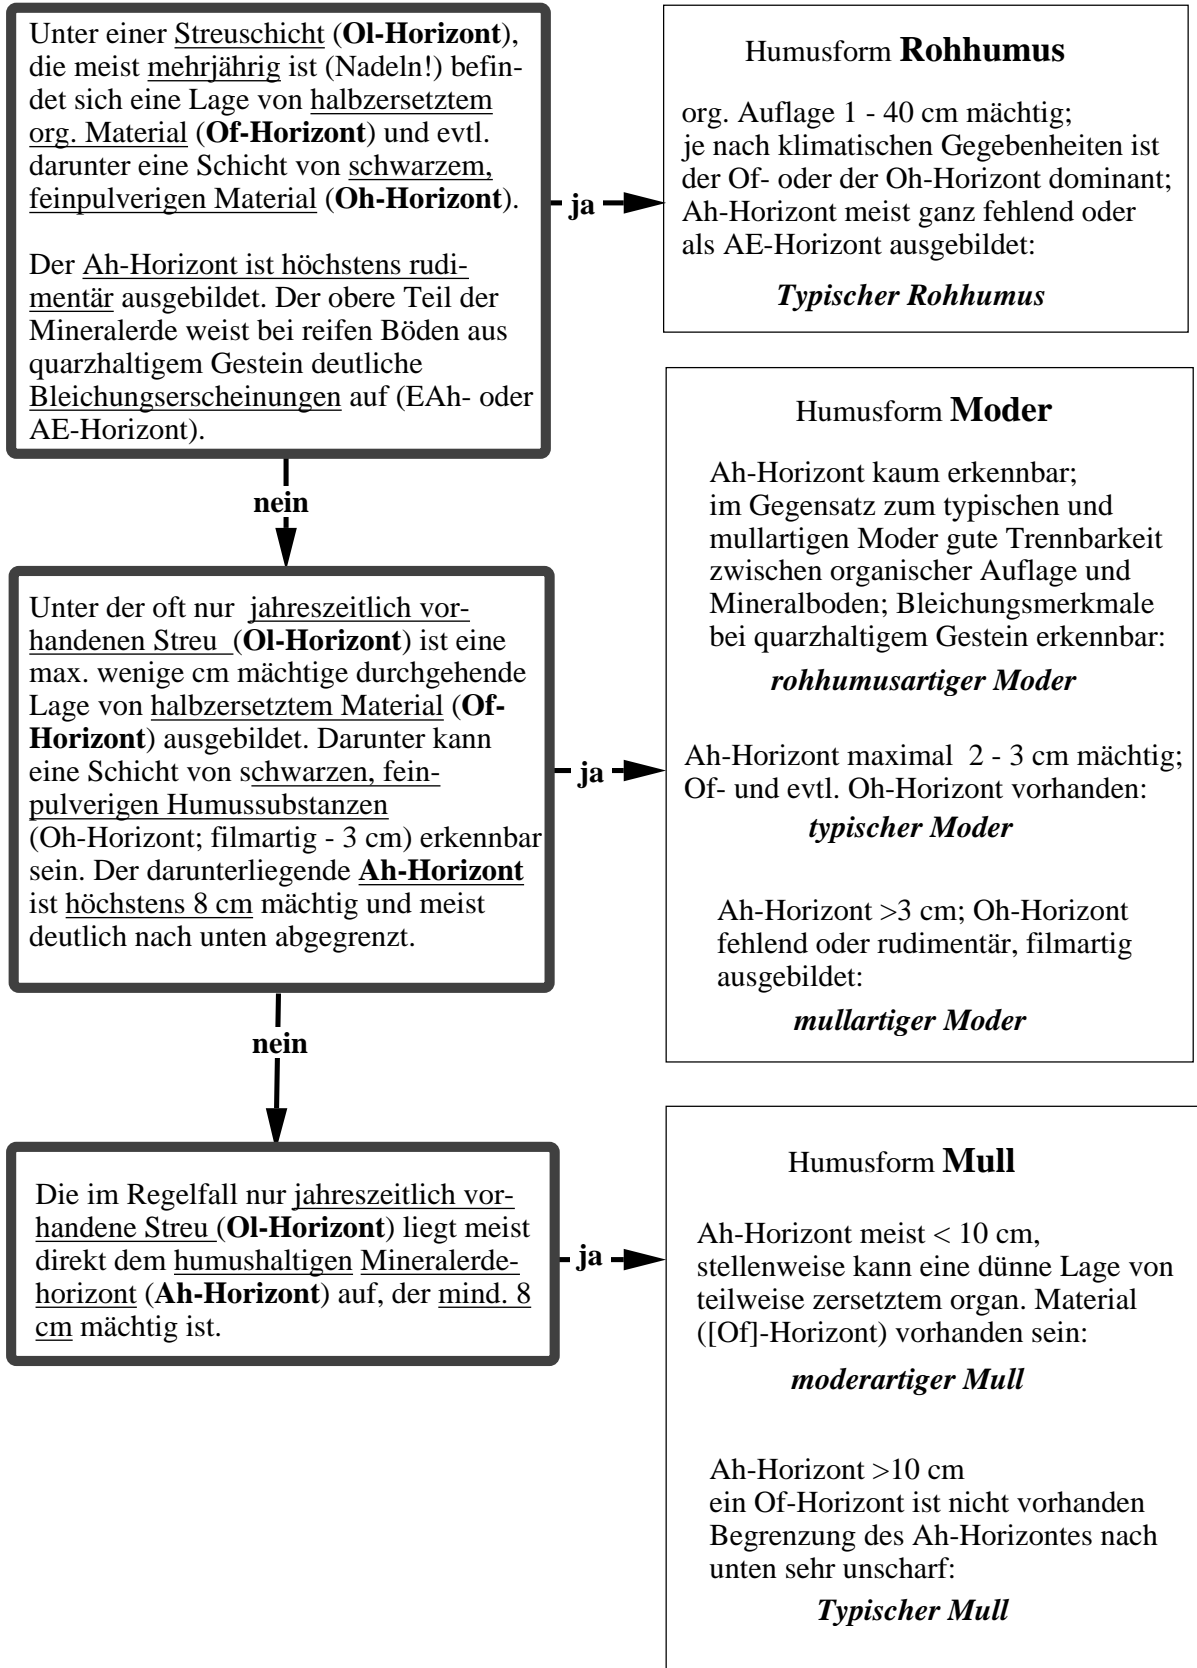 Unter einer Streuschicht (Ol-Horizont),
die meist mehrjährig ist (Nadeln!) befin-
det sich eine Lage von halbzersetztem
org. Material (Of-Horizont) und evtl.
darunter eine Schicht von schwarzem,
feinpulverigen Material (Oh-Horizont).
Der Ah-Horizont ist höchstens rudi-
mentär ausgebildet. Der obere Teil der
Mineralerde weist bei reifen Böden aus
quarzhaltigem Gestein deutliche
Bleichungserscheinungen auf (EAh- oder
AE-Horizont).
ja
Humusform Rohhumus
org. Auflage 1 - 40 cm mächtig;
je nach klimatischen Gegebenheiten ist
der Of- oder der Oh-Horizont dominant;
Ah-Horizont meist ganz fehlend oder
als AE-Horizont ausgebildet:
Typischer Rohhumus
nein
Unter der oft nur jahreszeitlich vor-
handenen Streu (Ol-Horizont) ist eine
max. wenige cm mächtige durchgehende
Lage von halbzersetztem Material (Of-
Horizont) ausgebildet. Darunter kann
eine Schicht von schwarzen, fein-
pulverigen Humussubstanzen
(Oh-Horizont; filmartig - 3 cm) erkennbar
sein. Der darunterliegende Ah-Horizont
ist höchstens 8 cm mächtig und meist
deutlich nach unten abgegrenzt.
ja
Humusform Moder
Ah-Horizont kaum erkennbar;
im Gegensatz zum typischen und
mullartigen Moder gute Trennbarkeit
zwischen organischer Auflage und
Mineralboden; Bleichungsmerkmale
bei quarzhaltigem Gestein erkennbar:
rohhumusartiger Moder
Ah-Horizont maximal 2 - 3 cm mächtig;
Of- und evtl. Oh-Horizont vorhanden:
typischer Moder
Ah-Horizont >3 cm; Oh-Horizont
fehlend oder rudimentär, filmartig
ausgebildet:
mullartiger Moder
nein
Die im Regelfall nur jahreszeitlich vor-
handene Streu (Ol-Horizont) liegt meist
direkt dem humushaltigen Mineralerde-
horizont (Ah-Horizont) auf, der mind. 8
cm mächtig ist.
ja
Humusform Mull
Ah-Horizont meist < 10 cm,
stellenweise kann eine dünne Lage von
teilweise zersetztem organ. Material
([Of]-Horizont) vorhanden sein:
moderartiger Mull
Ah-Horizont >10 cm
ein Of-Horizont ist nicht vorhanden
Begrenzung des Ah-Horizontes nach
unten sehr unscharf:
Typischer Mull